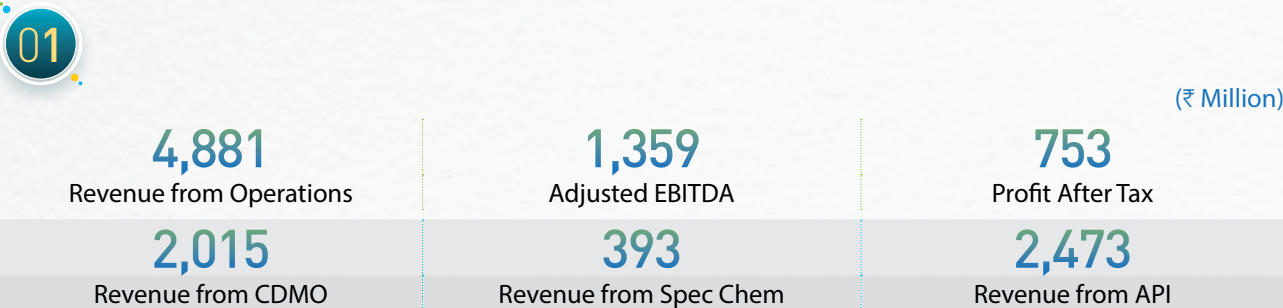 01
(₹ Million)
4,881 1,359 753
Revenue from Operations Adjusted EBITDA Profit After Tax
2,015 393 2,473
Revenue from CDMO Revenue from Spec Chem Revenue from API